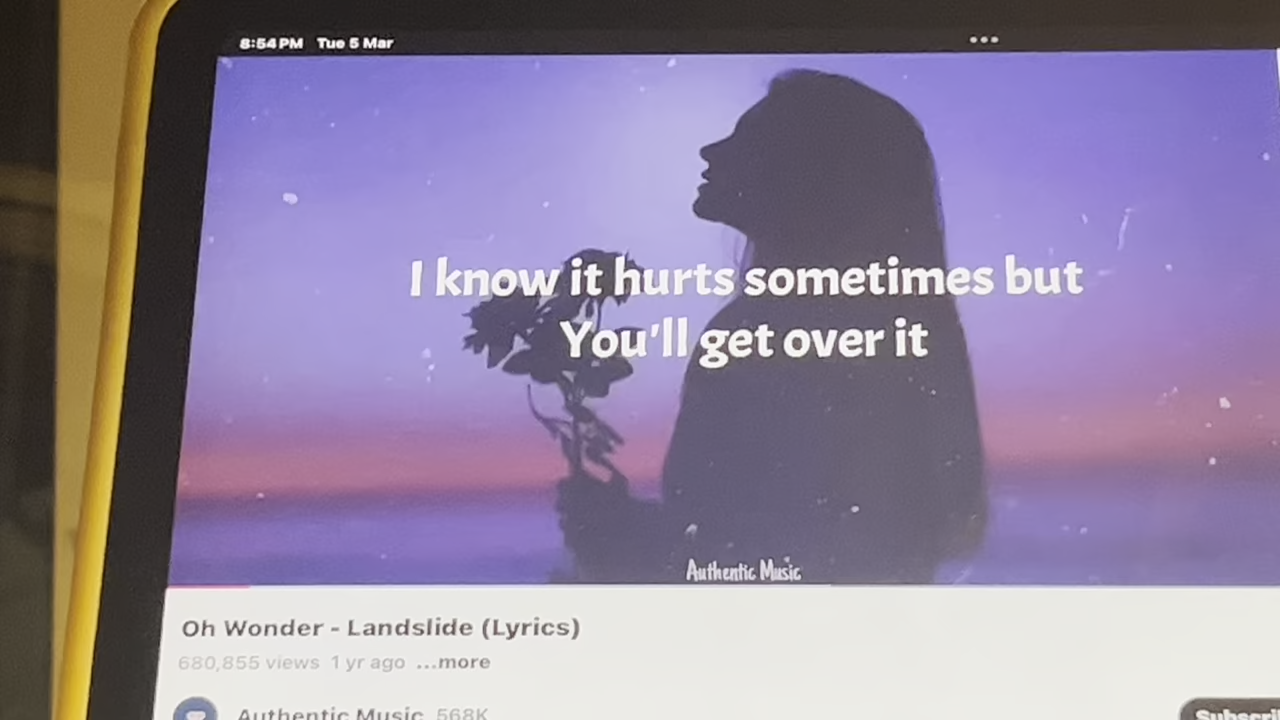 8:54 PM Tue 5 Mar
I know it hurts sometimes but
You'll get over it
Authentic Music
Oh Wonder - Landslide (Lyrics)
680,855 views 1 yr ago ...more
Authentic Music 568K